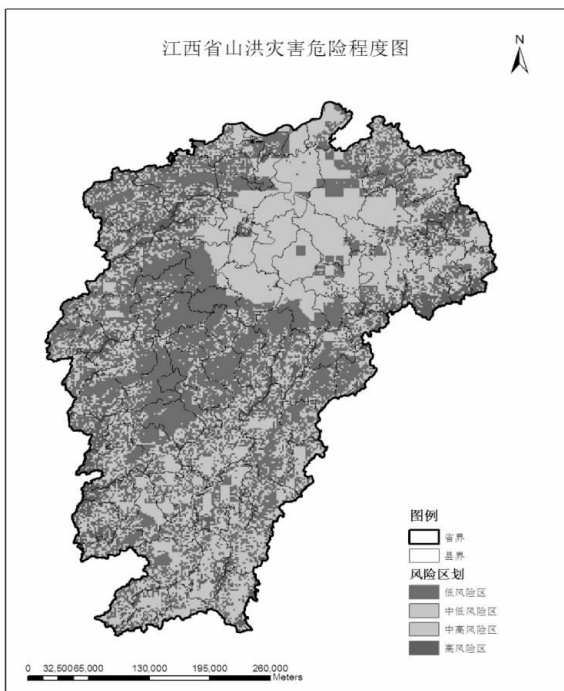 江西省山洪灾害危险程度图
N
图例
省界
县界
风险区划
低风险区
中低风险区
中高风险区
高风险区
0 32,50065,000 130,000 195,000 260,000
Meters